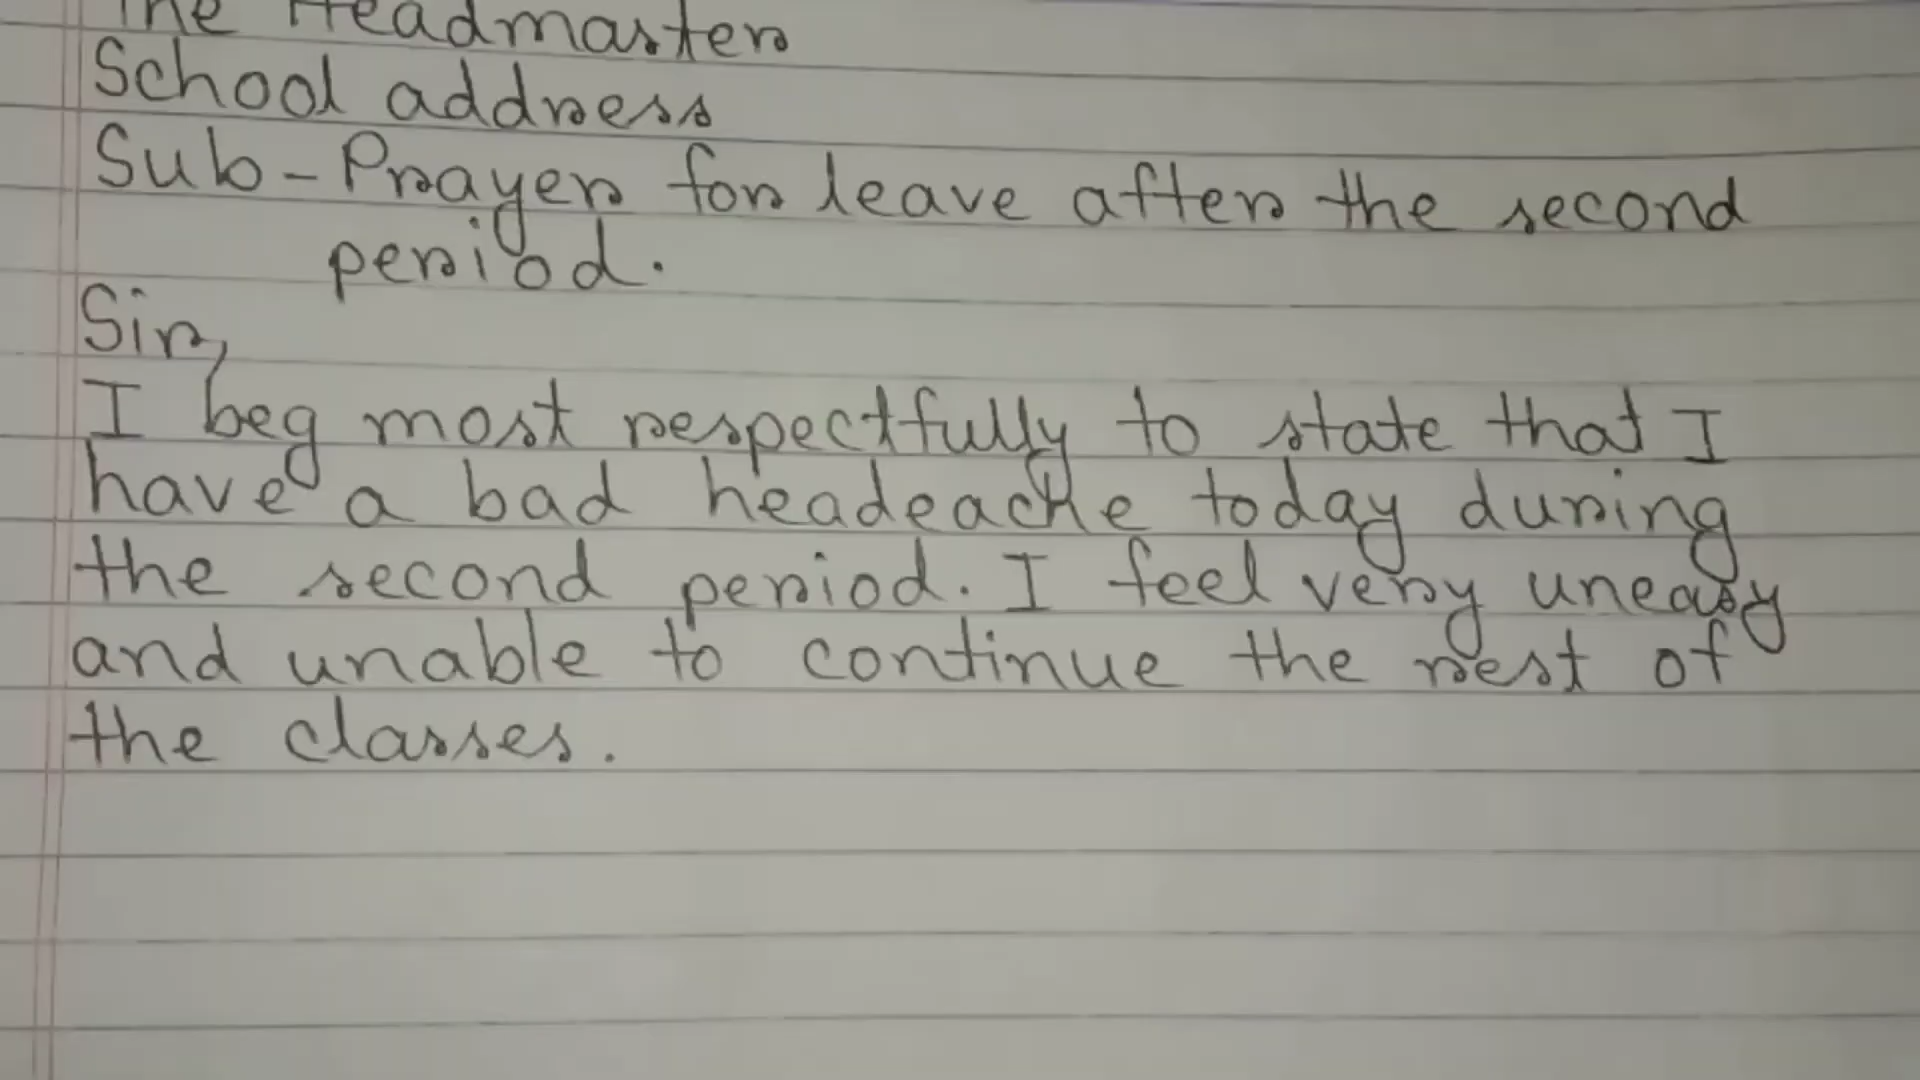 The Headmaster
School address
Sub-Prayer for leave after the second
period.
Sir,
I beg most respectfully to state that I
have a bad headeache today during
the second period. I feel very uneasy
and unable to continue the rest of
the classes.